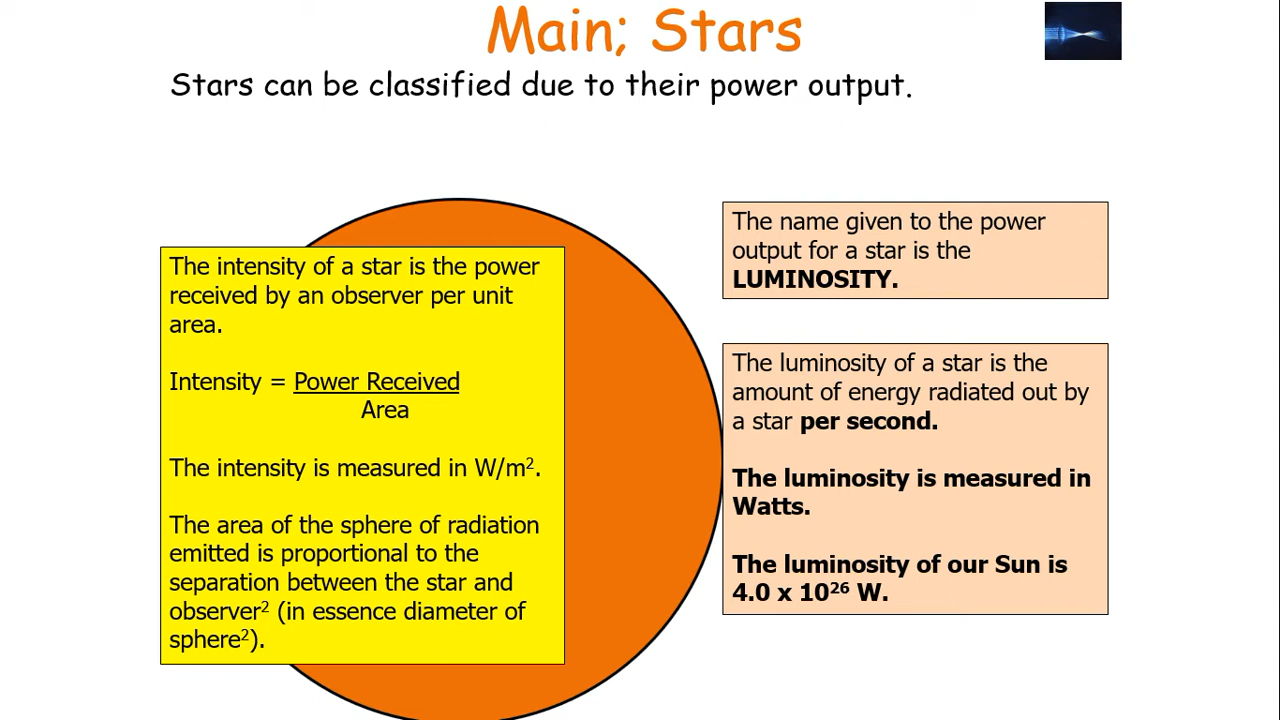 Main; Stars
Stars can be classified due to their power output.
The intensity of a star is the power
received by an observer per unit
area.
Intensity = Power Received
Area
The intensity is measured in W/m².
The area of the sphere of radiation
emitted is proportional to the
separation between the star and
observer² (in essence diameter of
sphere²).
The name given to the power
output for a star is the
LUMINOSITY.
The luminosity of a star is the
amount of energy radiated out by
a star per second.
The luminosity is measured in
Watts.
The luminosity of our Sun is
4.0 x 10²⁶ W.